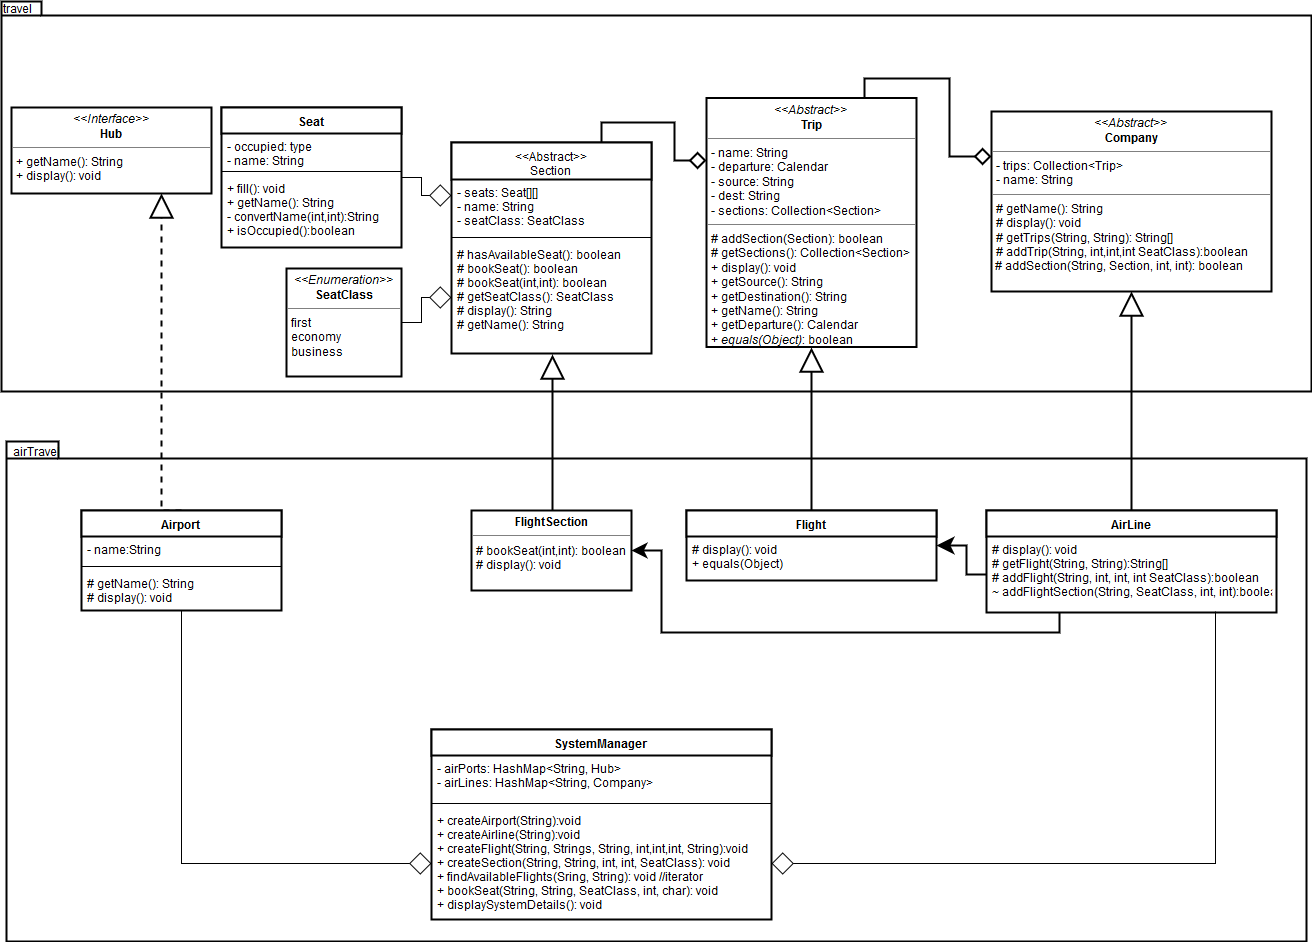 travel
<<Interface>>
Hub
+ getName(): String
+ display(): void
Seat
- occupied: type
- name: String
+ fill(): void
+ getName(): String
- convertName(int,int):String
+ isOccupied():boolean
<<Enumeration>>
SeatClass
first
economy
business
<<Abstract>>
Section
- seats: Seat[][]
- name: String
- seatClass: SeatClass
# hasAvailableSeat(): boolean
# bookSeat(): boolean
# bookSeat(int,int): boolean
# getSeatClass(): SeatClass
# display(): String
# getName(): String
<<Abstract>>
Trip
- name: String
- departure: Calendar
- source: String
- dest: String
- sections: Collection<Section>
# addSection(Section): boolean
# getSections(): Collection<Section>
+ display(): void
+ getSource(): String
+ getDestination(): String
+ getName(): String
+ getDeparture(): Calendar
+ equals(Object): boolean
<<Abstract>>
Company
- trips: Collection<Trip>
- name: String
# getName(): String
# display(): void
# getTrips(String, String): String[]
# addTrip(String, int,int,int SeatClass):boolean
# addSection(String, Section, int, int): boolean
airTrave
Airport
- name:String
# getName(): String
# display(): void
FlightSection
# bookSeat(int,int): boolean
# display(): void
Flight
# display(): void
+ equals(Object)
AirLine
# display(): void
# getFlight(String, String):String[]
# addFlight(String, int, int, int SeatClass):boolean
~ addFlightSection(String, SeatClass, int, int):boole
SystemManager
- airPorts: HashMap<String, Hub>
- airLines: HashMap<String, Company>
+ createAirport(String):void
+ createAirline(String):void
+ createFlight(String, Strings, String, int,int,int, String):void
+ createSection(String, String, int, int, SeatClass): void
+ findAvailableFlights(Sring, String): void //iterator
+ bookSeat(String, String, SeatClass, int, char): void
+ displaySystemDetails(): void